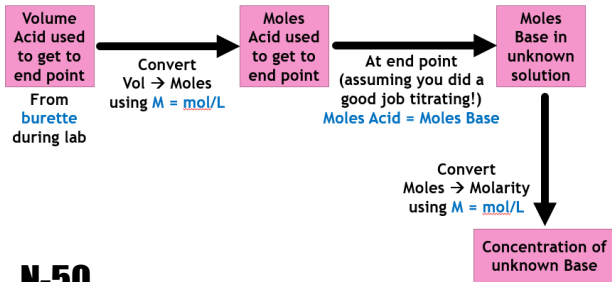 Volume
Acid used
to get to
end point
From
burette
during lab
Convert
Vol → Moles
using M = mol/L
Moles
Acid used
to get to
end point
At end point
(assuming you did a
good job titrating!)
Moles Acid = Moles Base
Moles
Base in
unknown
solution
Convert
Moles → Molarity
using M = mol/L
Concentration of
unknown Base
N-50